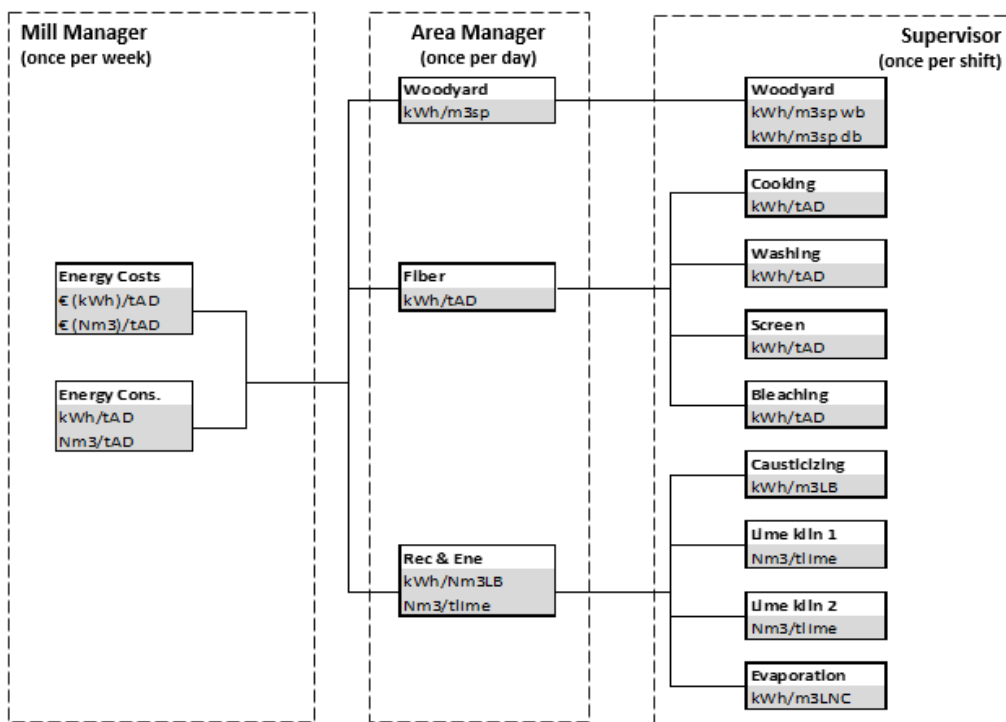 Mill Manager
(once per week)
Area Manager
(once per day)
Supervisor
(once per shift)
Energy Costs
€ (kWh)/tAD
€ (Nm3)/tAD
Energy Cons.
kWh/tAD
Nm3/tAD
Woodyard
kWh/m3sp
Fiber
kWh/tAD
Rec & Ene
kWh/Nm3LB
Nm3/tlime
Woodyard
kWh/m3sp wb
kWh/m3sp db
Cooking
kWh/tAD
Washing
kWh/tAD
Screen
kWh/tAD
Bleaching
kWh/tAD
Causticizing
kWh/m3LB
Lime kiln 1
Nm3/tlime
Lime kiln 2
Nm3/tlime
Evaporation
kWh/m3LNC